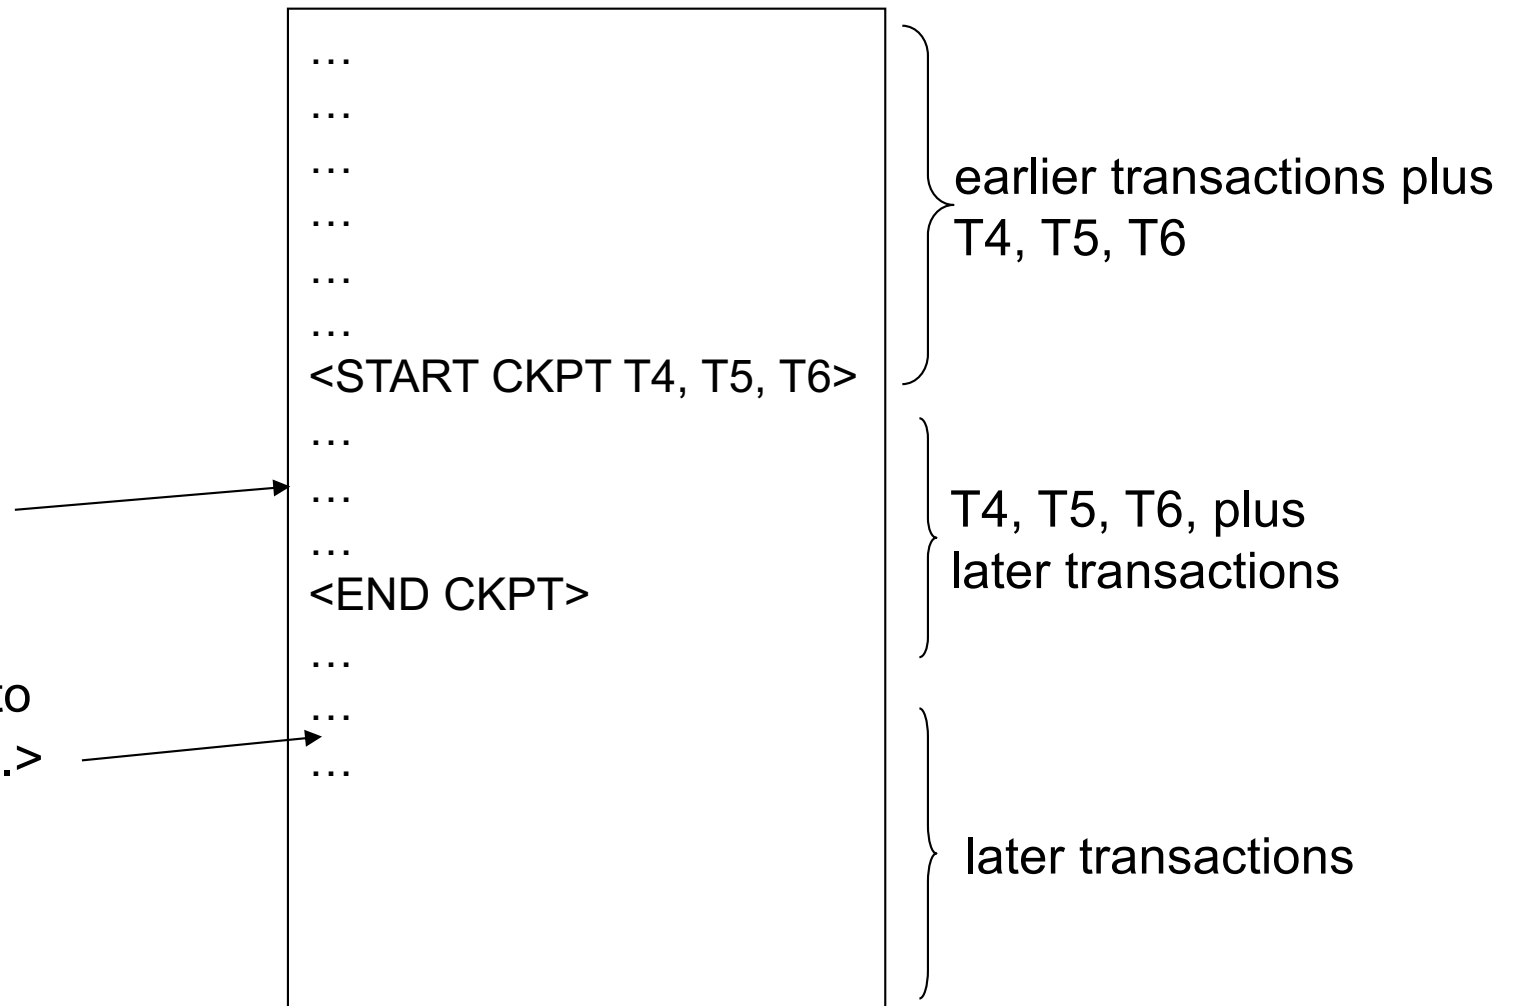 …
…
…
…
…
…
<START CKPT T4, T5, T6>
…
…
…
<END CKPT>
…
…
…
earlier transactions plus
T4, T5, T6
T4, T5, T6, plus
later transactions
later transactions
to
.>